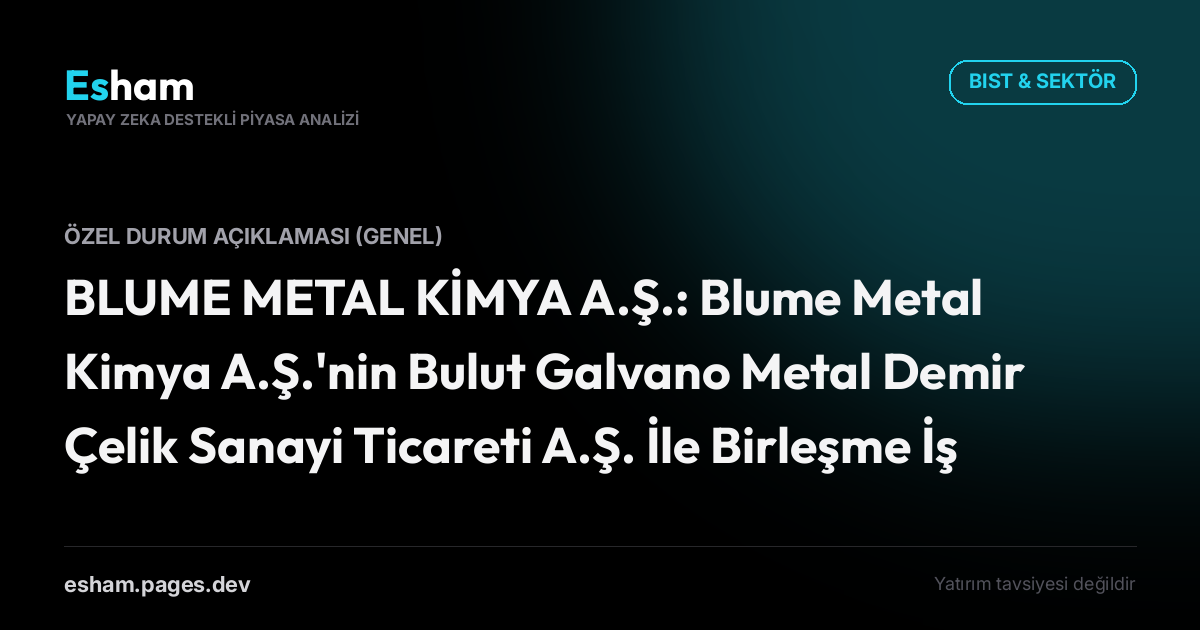 Esham
BIST & SEKTÖR
YAPAY ZEKA DESTEKLİ PİYASA ANALİZİ
ÖZEL DURUM AÇIKLAMASI (GENEL)
BLUME METAL KİMYA A.Ş.: Blume Metal
Kimya A.Ş.'nin Bulut Galvano Metal Demir
Çelik Sanayi Ticareti A.Ş. İle Birleşme İş
esham.pages.dev
Yatırım tavsiyesi değildir